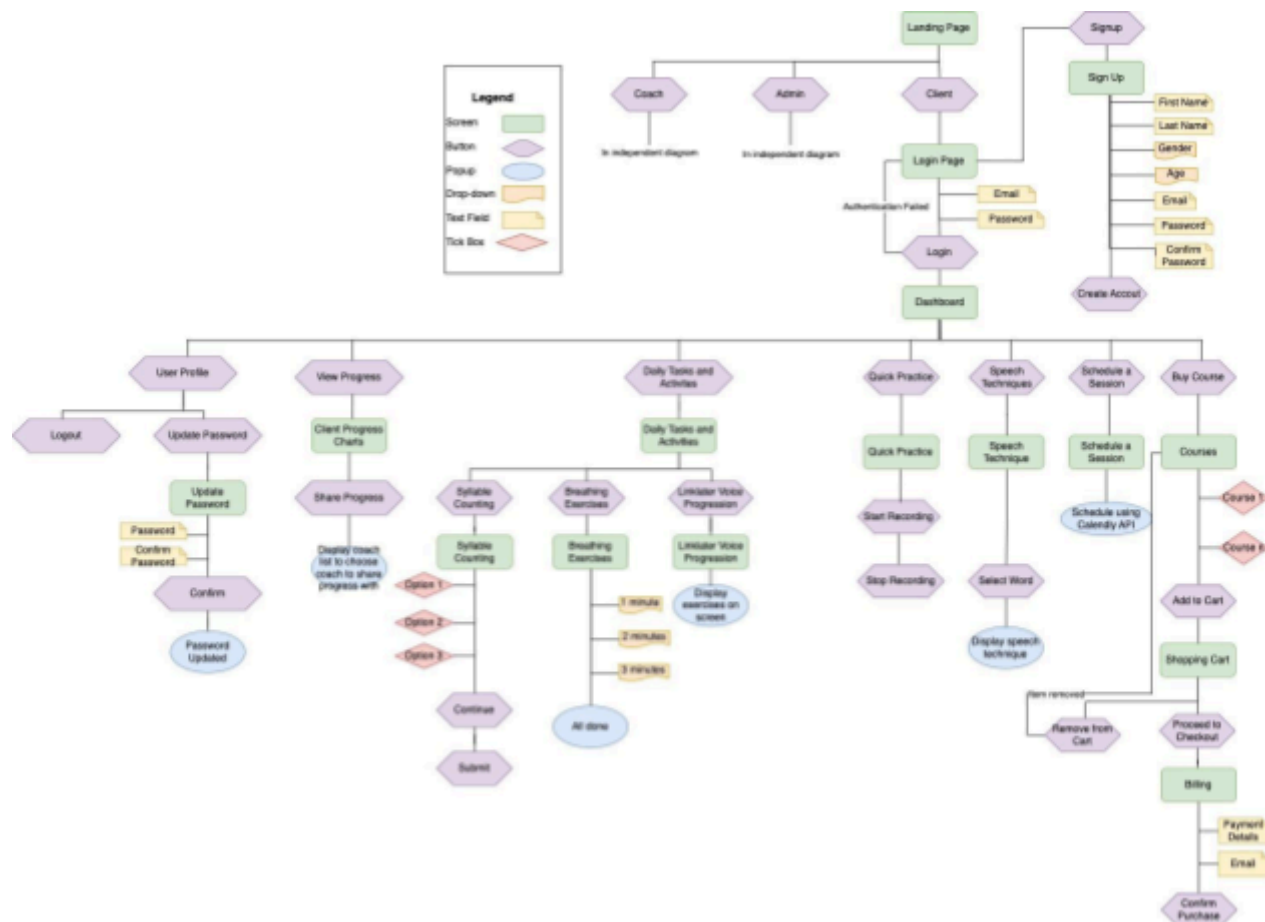 Landing Page
Signup
Legend
Screen
Button
Popup
Drop-down
Text Field
Tick Box
Coach
Admin
Client
Sign Up
First Name
Last Name
Gender
Age
Email
Password
Confirm
Password
Create Accout
In independent diagram
In independent diagram
Login Page
Email
Password
Authentication Failed
Login
Dashboard
User Profile
View Progress
Daily Tasks and
Activites
Quick Practice
Speech
Techniques
Schedule a
Session
Buy Course
Logout
Update Password
Update
Password
Password
Confirm
Password
Confirm
Password
Updated
Client Progress
Charts
Share Progress
Display coach
list to choose
coach to share
progress with
Daily Tasks and
Activities
Syllable
Counting
Breathing
Exercises
Linklater Voice
Progression
Syllable
Counting
Breathing
Exercises
Linklater Voice
Progression
Option 1
Option 2
Option 3
Continue
Submit
1 minute
2 minutes
3 minutes
All done
Display
exercises on
screen
Quick Practice
Start Recording
Stop Recording
Speech
Technique
Select Word
Display speech
technique
Schedule a
Session
Schedule using
Calendly API
Courses
Course 1
Course n
Add to Cart
Shopping Cart
Item removed
Remove from
Cart
Proceed to
Checkout
Billing
Payment
Details
Email
Confirm
Purchase